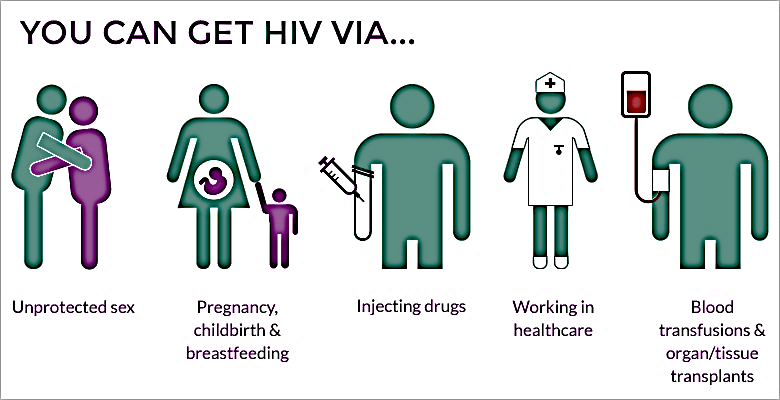 YOU CAN GET HIV VIA...
Unprotected sex
Pregnancy,
childbirth &
breastfeeding
Injecting drugs
Working in
healthcare
Blood
transfusions &
organ/tissue
transplants